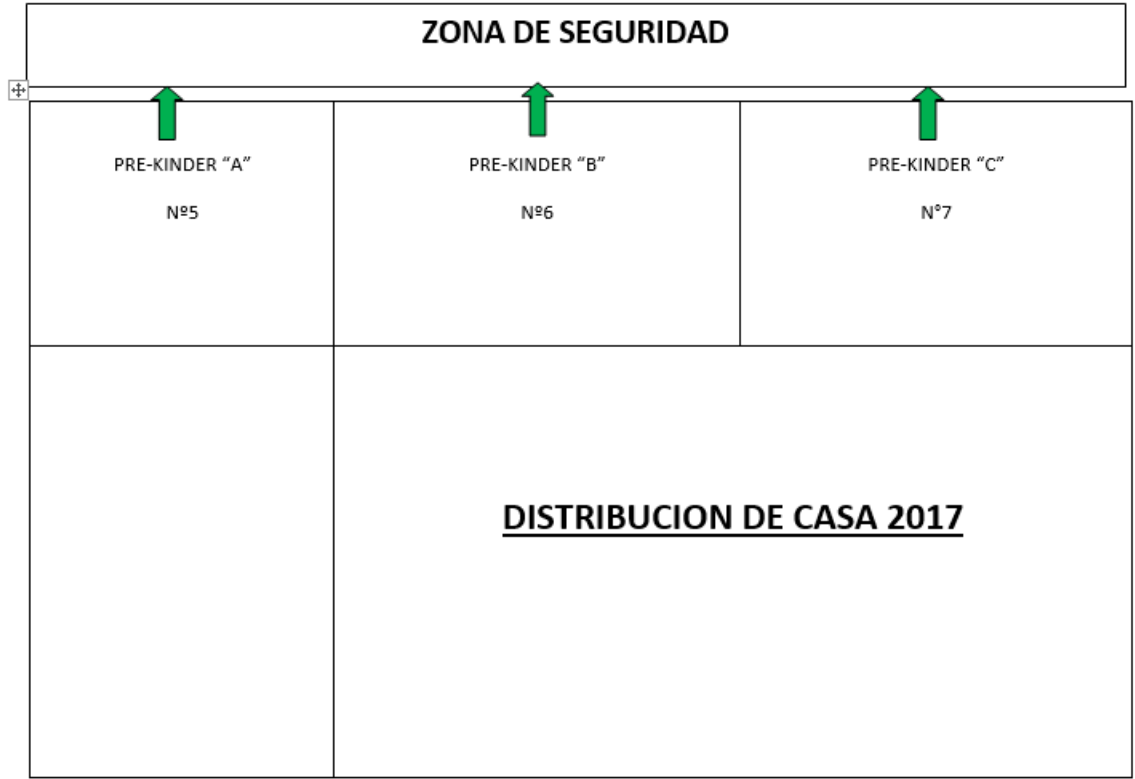 ZONA DE SEGURIDAD
PRE-KINDER “A”
Nº5
PRE-KINDER “B”
Nº6
PRE-KINDER “C”
N°7
DISTRIBUCION DE CASA 2017